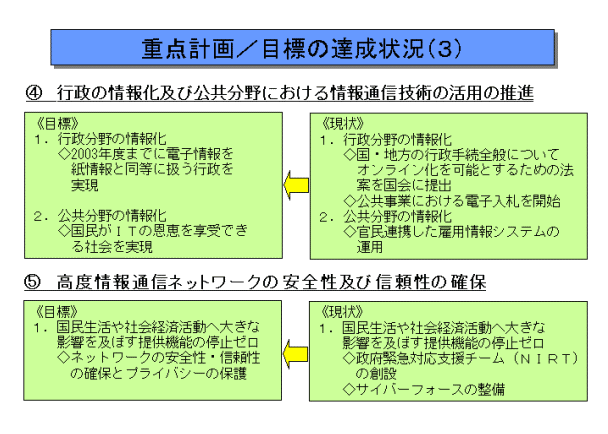 重点計画／目標の達成状況(3)
④ 行政の情報化及び公共分野における情報通信技術の活用の推進
《目標》
1. 行政分野の情報化
◇2003年度までに電子情報を
紙情報と同等に扱う行政を
実現
2. 公共分野の情報化
◇国民がＩＴの恩恵を享受でき
る社会を実現
《現状》
1. 行政分野の情報化
◇国・地方の行政手続全般について
オンライン化を可能とするための法
案を国会に提出
◇公共事業における電子入札を開始
2. 公共分野の情報化
◇官民連携した雇用情報システムの
運用
⑤ 高度情報通信ネットワークの安全性及び信頼性の確保
《目標》
1. 国民生活や社会経済活動へ大きな
影響を及ぼす提供機能の停止ゼロ
◇ネットワークの安全性・信頼性
の確保とプライバシーの保護
《現状》
1. 国民生活や社会経済活動へ大きな
影響を及ぼす提供機能の停止ゼロ
◇政府緊急対応支援チーム（ＮＩＲＴ）
の創設
◇サイバーフォースの整備